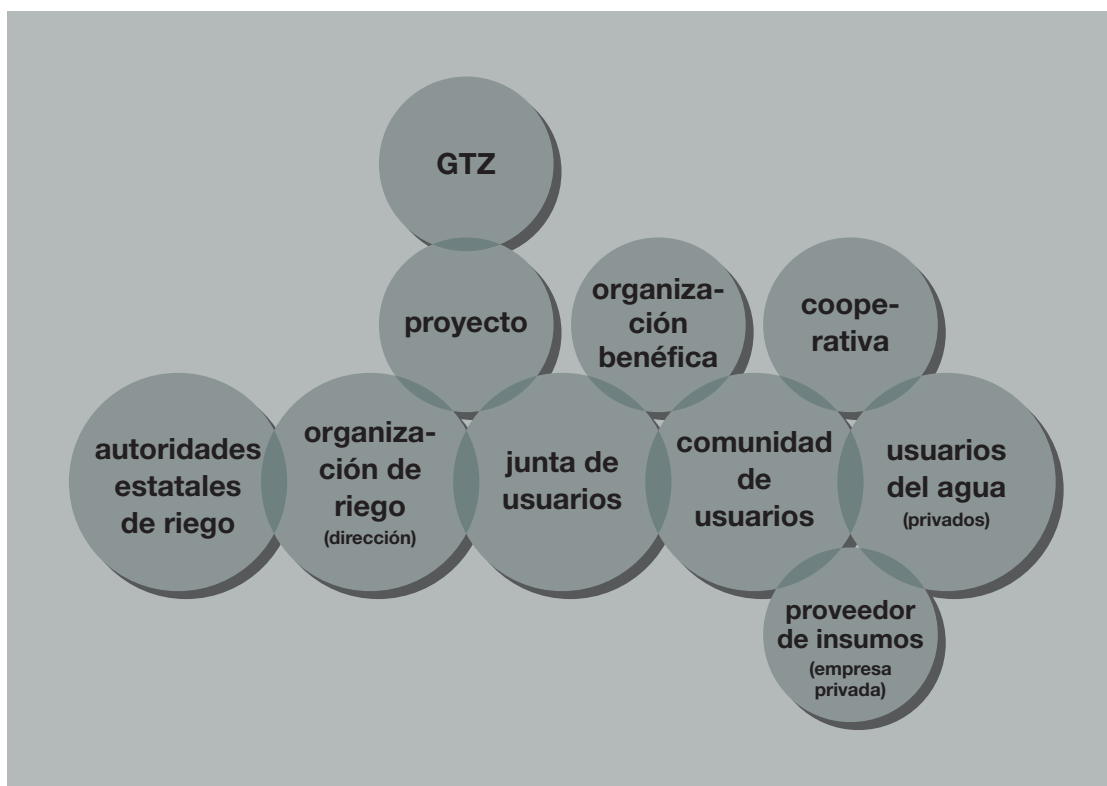 GTZ
proyecto
organiza-
ción
benéfica
coope-
rativa
autoridades
estatales
de riego
organiza-
ción de
riego
(dirección)
junta de
usuarios
comunidad
de
usuarios
usuarios
del agua
(privados)
proveedor
de insumos
(empresa
privada)